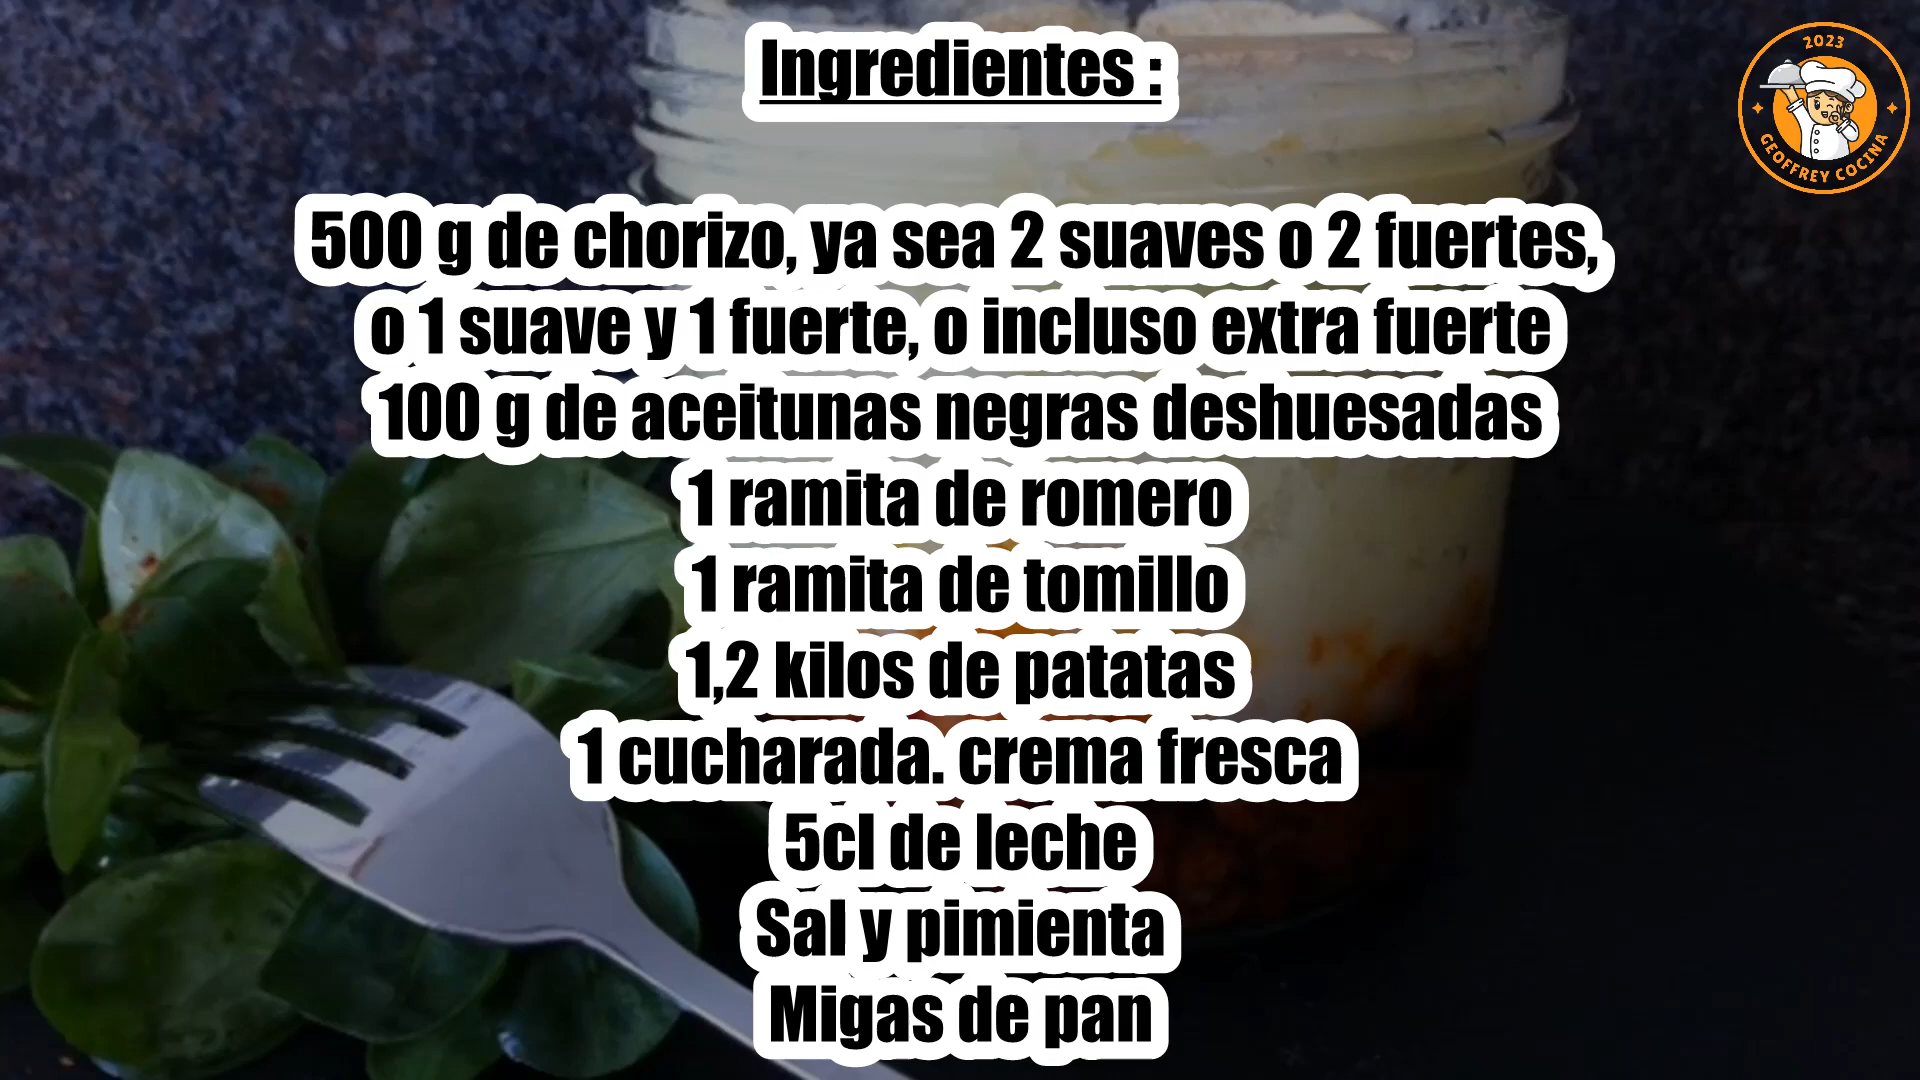 Ingredientes :
2023
GEOFFREY COCINA
500 g de chorizo, ya sea 2 suaves o 2 fuertes,
o 1 suave y 1 fuerte, o incluso extra fuerte
100 g de aceitunas negras deshuesadas
1 ramita de romero
1 ramita de tomillo
1,2 kilos de patatas
1 cucharada. crema fresca
5cl de leche
Sal y pimienta
Migas de pan